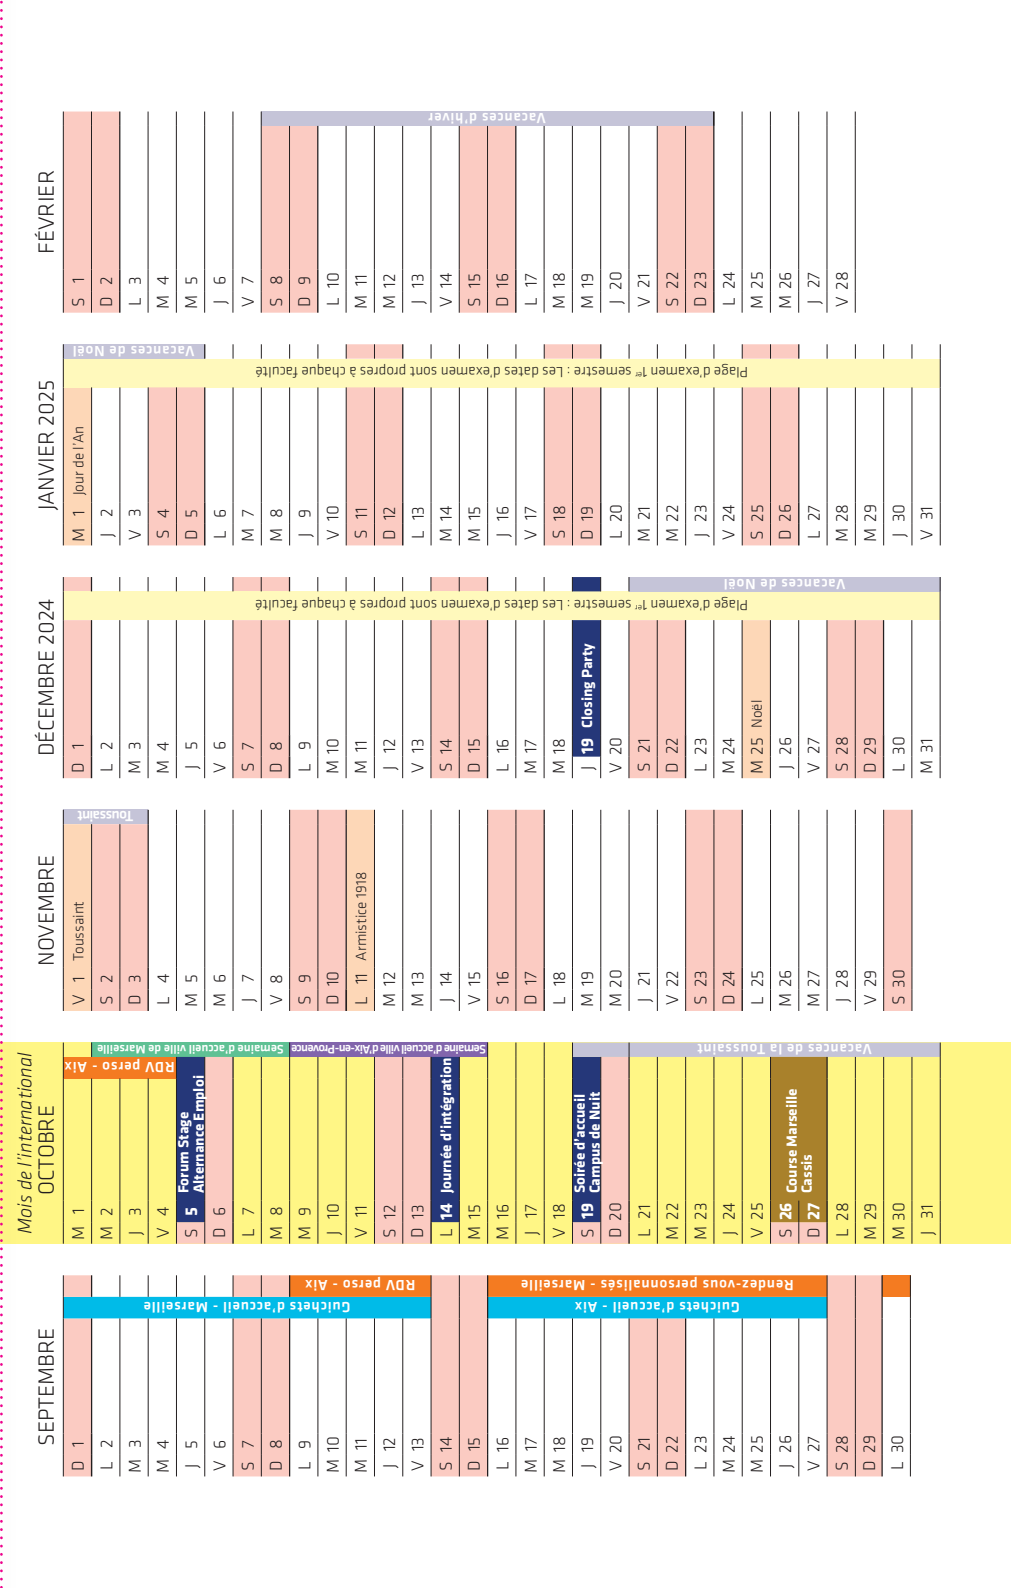 SEPTEMBRE
D 1
L 2
M 3
M 4
J 5
V 6
S 7
D 8
L 9
M 10
M 11
J 12
V 13
S 14
D 15
L 16
M 17
M 18
J 19
V 20
S 21
D 22
L 23
M 24
M 25
J 26
V 27
S 28
D 29
L 30
Guichets d'accueil - Marseille
RDV perso - Aix
Guichets d'accueil - Aix
Rendez-vous personnalisés - Marseille
Mois de l'international
OCTOBRE
M 1
M 2
J 3
V 4
S 5 Forum Stage
Alternance Emploi
D 6
L 7
M 8
M 9
J 10
V 11
S 12
D 13
L 14 Journée d'intégration
M 15
M 16
J 17
V 18
S 19 Soirée d'accueil
Campus de Nuit
D 20
L 21
M 22
M 23
J 24
V 25
S 26 Course Marseille
D 27 Cassis
L 28
M 29
M 30
J 31
RDV perso - Aix
Semaine d'accueil ville de Marseille
Semaine d'accueil ville d'Aix-en-Provence
Vacances de la Toussaint
NOVEMBRE
V 1 Toussaint
S 2
D 3
L 4
M 5
M 6
J 7
V 8
S 9
D 10
L 11 Armistice 1918
M 12
M 13
J 14
V 15
S 16
D 17
L 18
M 19
M 20
J 21
V 22
S 23
D 24
L 25
M 26
M 27
J 28
V 29
S 30
Toussaint
DÉCEMBRE 2024
D 1
L 2
M 3
M 4
J 5
V 6
S 7
D 8
L 9
M 10
M 11
J 12
V 13
S 14
D 15
L 16
M 17
M 18
J 19 Closing Party
V 20
S 21
D 22
L 23
M 24
M 25 Noël
J 26
V 27
S 28
D 29
L 30
M 31
Plage d'examen 1er semestre : Les dates d'examen sont propres à chaque faculté
Vacances de Noël
JANVIER 2025
M 1 Jour de l'An
J 2
V 3
S 4
D 5
L 6
M 7
M 8
J 9
V 10
S 11
D 12
L 13
M 14
M 15
J 16
V 17
S 18
D 19
L 20
M 21
M 22
J 23
V 24
S 25
D 26
L 27
M 28
M 29
J 30
V 31
Plage d'examen 1er semestre : Les dates d'examen sont propres à chaque faculté
Vacances de Noël
FÉVRIER
S 1
D 2
L 3
M 4
M 5
J 6
V 7
S 8
D 9
L 10
M 11
M 12
J 13
V 14
S 15
D 16
L 17
M 18
M 19
J 20
V 21
S 22
D 23
L 24
M 25
M 26
J 27
V 28
Vacances d'hiver